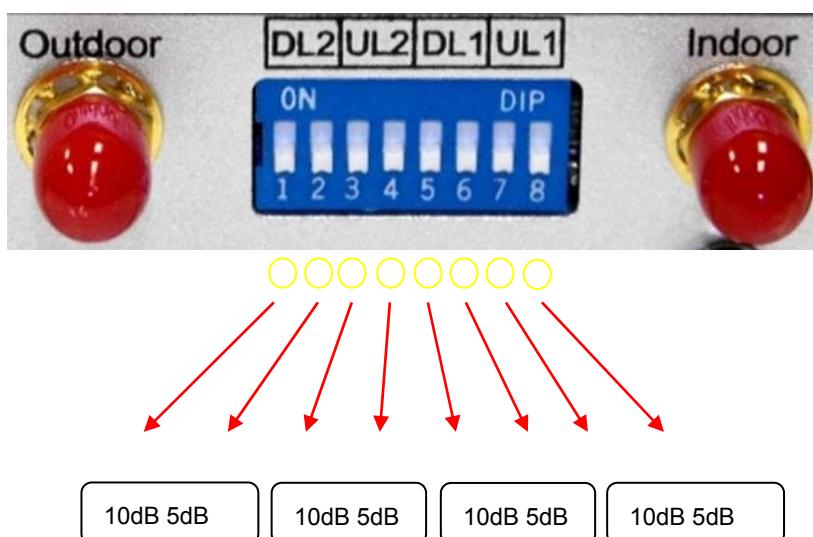 Outdoor DL2 UL2 DL1 UL1 Indoor
ON DIP
1 2 3 4 5 6 7 8
10dB 5dB 10dB 5dB 10dB 5dB 10dB 5dB